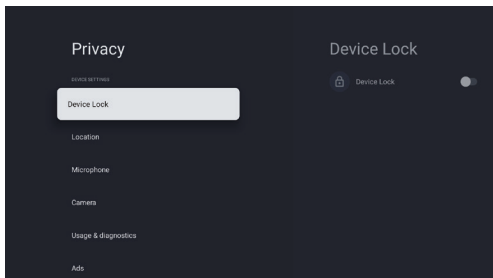 Privacy
DEVICE SETTINGS
Device Lock
Location
Microphone
Camera
Usage & diagnostics
Ads
Device Lock
Device Lock